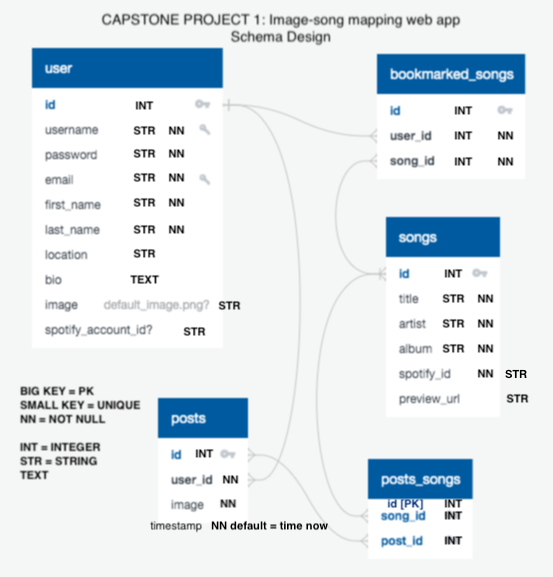 CAPSTONE PROJECT 1: Image-song mapping web app
Schema Design
user
id INT
username STR NN
password STR NN
email STR NN
first_name STR NN
last_name STR NN
location STR
bio TEXT
image default_image.png? STR
spotify_account_id? STR
bookmarked_songs
id INT
user_id INT NN
song_id INT NN
songs
id INT
title STR NN
artist STR NN
album STR NN
spotify_id NN STR
preview_url STR
BIG KEY = PK
SMALL KEY = UNIQUE
NN = NOT NULL
INT = INTEGER
STR = STRING
TEXT
posts
id INT
user_id NN
image NN
timestamp NN default = time now
posts_songs
id [PK] INT
song_id INT
post_id INT